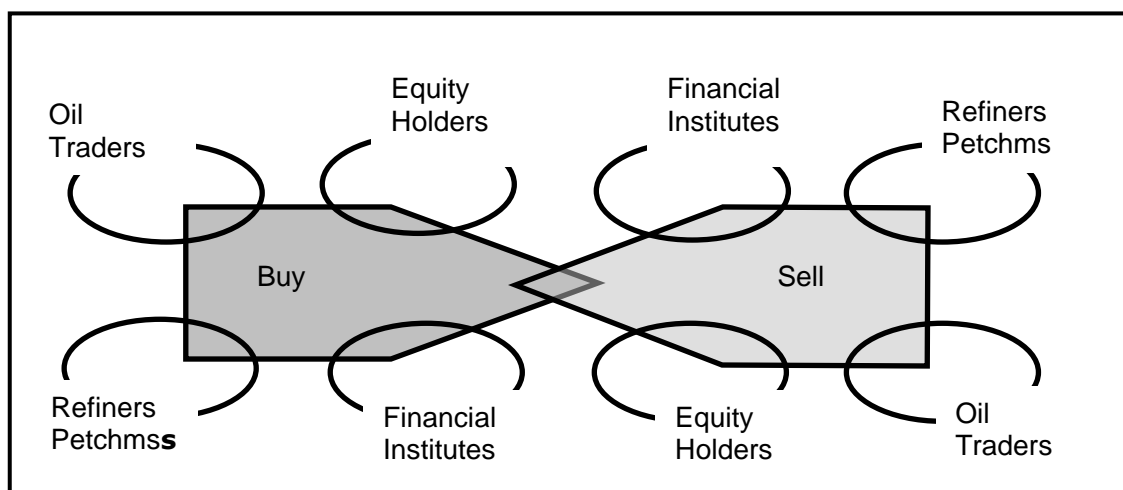 Oil
Traders
Equity
Holders
Financial
Institutes
Refiners
Petchms
Buy
Sell
Refiners
Petchmss
Financial
Institutes
Equity
Holders
Oil
Traders